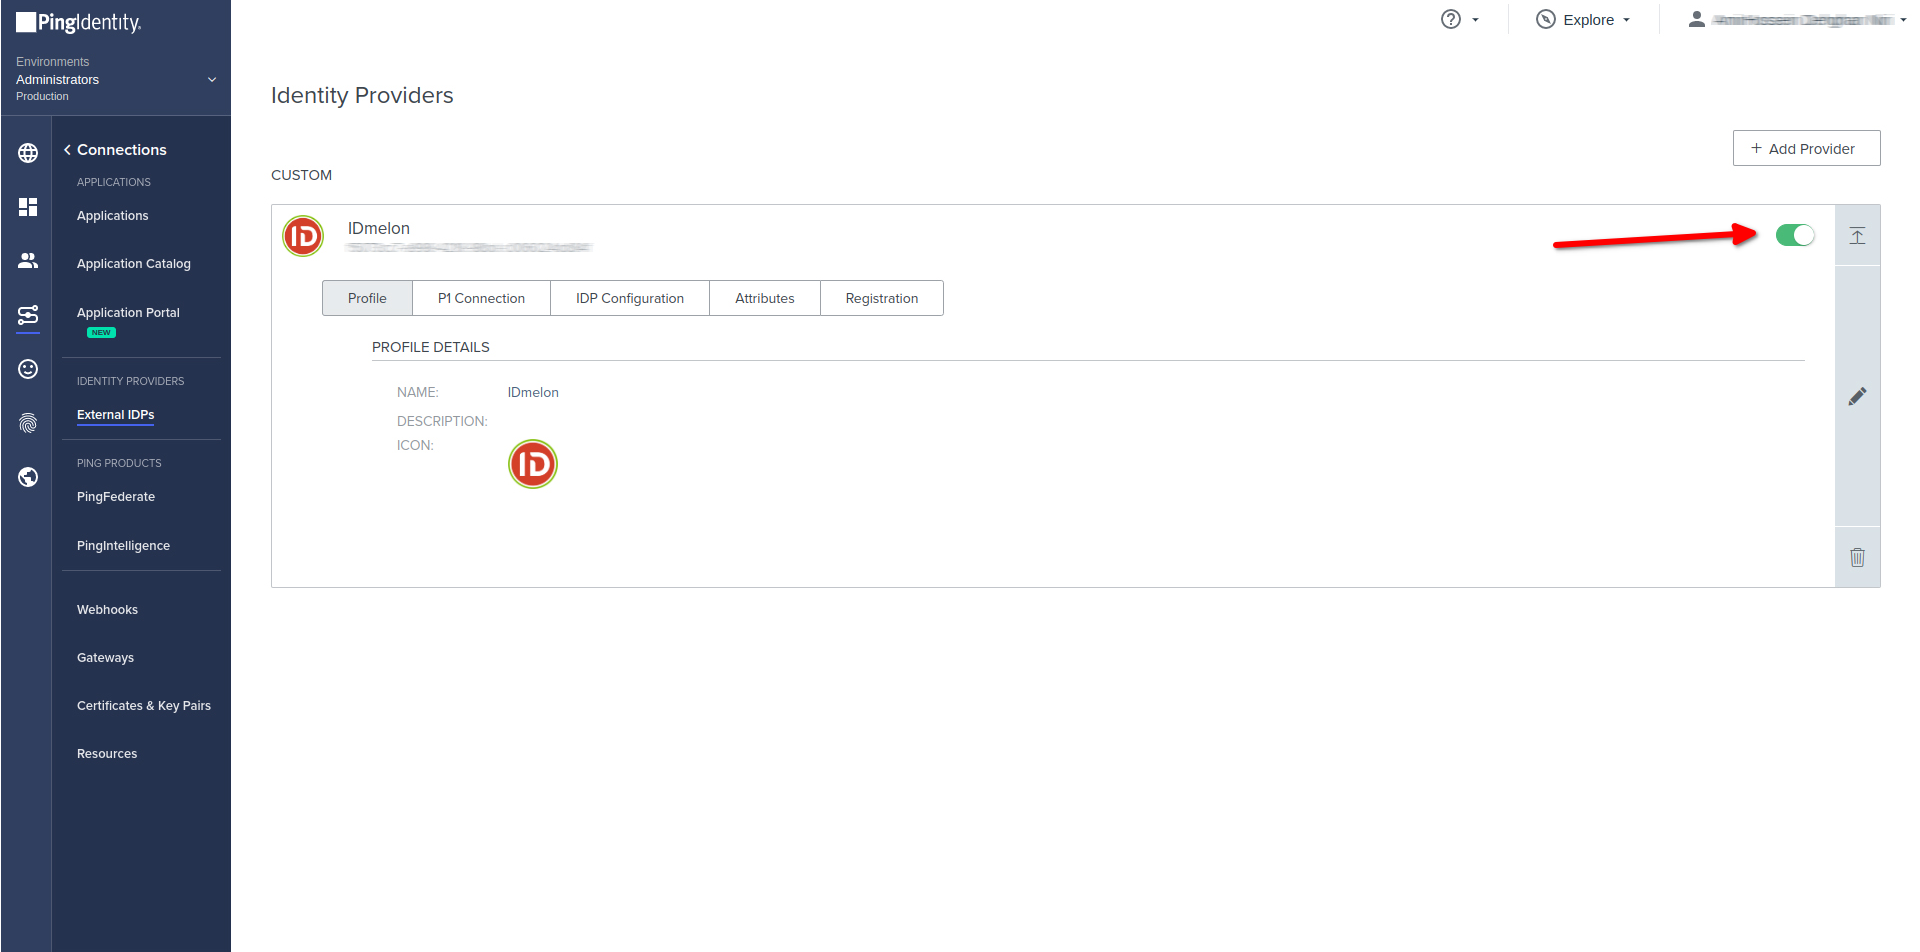 PingIdentity.
Environments
Administrators
Production
Connections
APPLICATIONS
Applications
Application Catalog
Application Portal
NEW
IDENTITY PROVIDERS
External IDPs
PING PRODUCTS
PingFederate
PingIntelligence
Webhooks
Gateways
Certificates & Key Pairs
Resources
? Explore
Identity Providers
+ Add Provider
CUSTOM
ID IDmelon
Profile P1 Connection IDP Configuration Attributes Registration
PROFILE DETAILS
NAME: IDmelon
DESCRIPTION:
ICON: ID